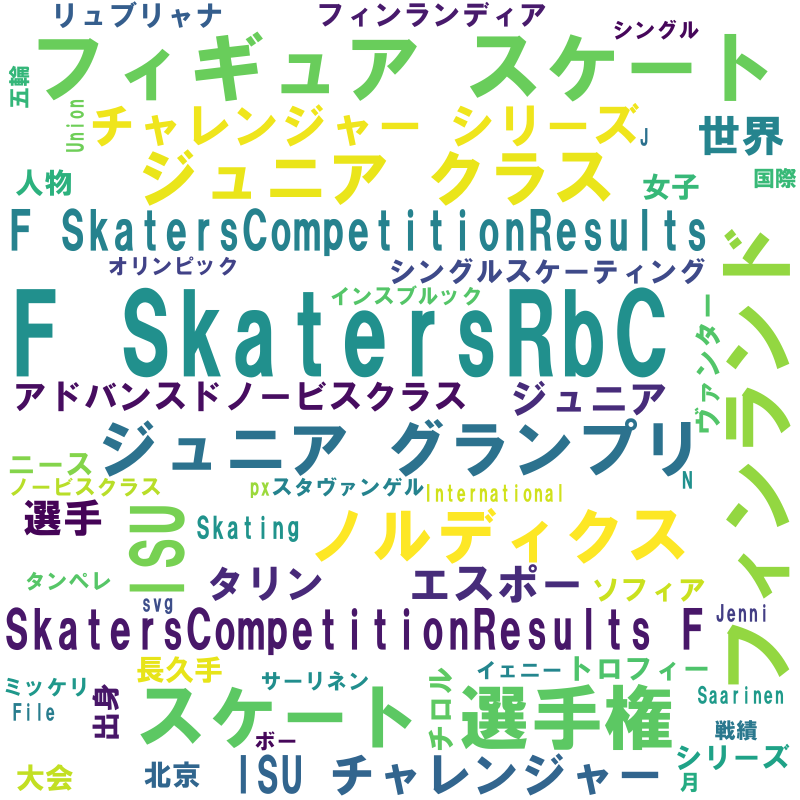 リュブリャナ
フィンランディア
シングル
フィギュア スケート
五輪
Union
チャレンジャー シリーズ
J
世界
ジュニア クラス
人物
女子
国際
F SkatersCompetitionResults
オリンピック
シングルスケーティング
フィンランド
インスブルック
F SkatersRbC
ヴァンター
アドバンスドノービスクラス
ジュニア
ジュニア グランプリ
ニース
ノービスクラス
px
スタヴァンゲル
International
N
選手
ISU
Skating
ノルディクス
タンペレ
タリン
エスポー
ソフィア
svg
SkatersCompetitionResults F
Jenni
長久手
サーリネン
イェニー
トロフィー
ミッケリ
File
出身
スケート
チロル
選手権
Saarinen
ボー
戦績
シリーズ
大会
北京
ISU チャレンジャー
月